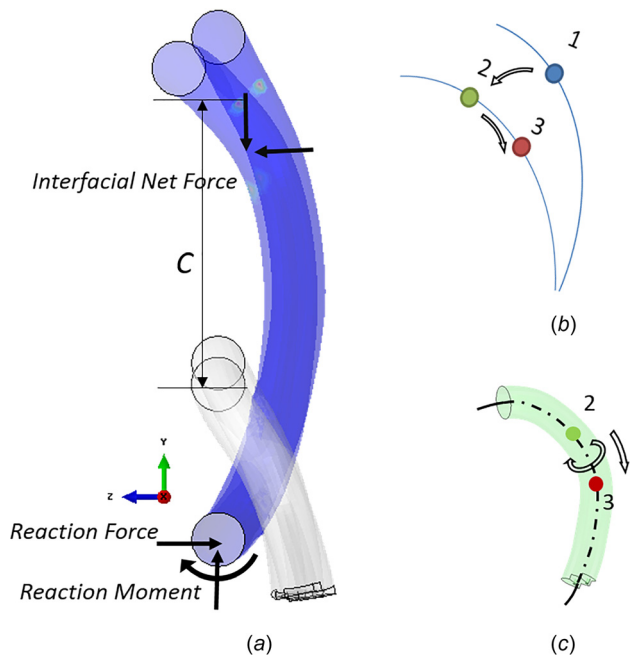 Interfacial Net Force
C
Y
Z
X
Reaction Force
Reaction Moment
(a)
1
2
3
(b)
2
3
(c)